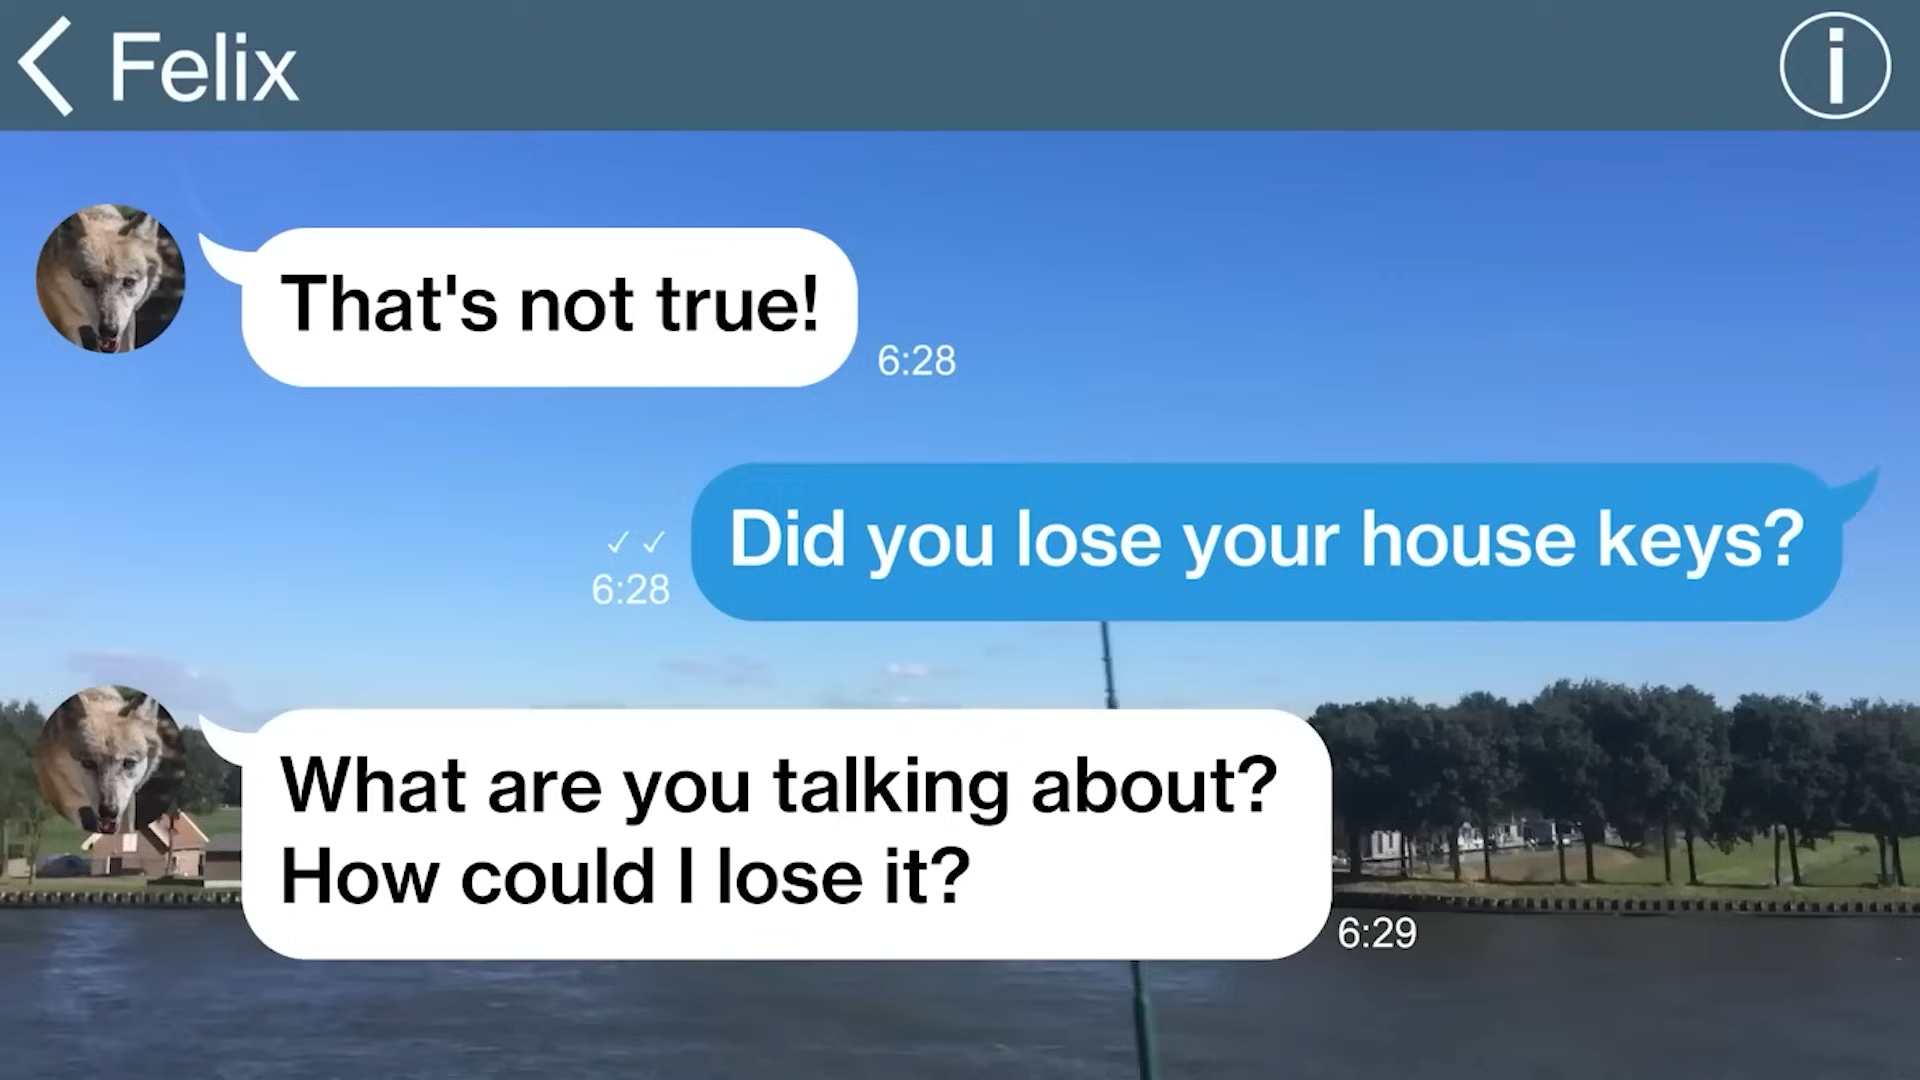 Felix
That's not true!
6:28
Did you lose your house keys?
✓ ✓
6:28
What are you talking about?
How could I lose it?
6:29